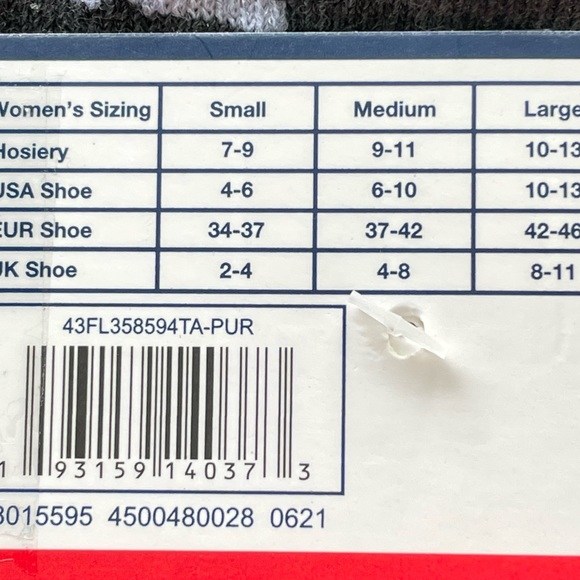 Women's Sizing Small Medium Large
Hosiery 7-9 9-11 10-13
USA Shoe 4-6 6-10 10-13
EUR Shoe 34-37 37-42 42-46
UK Shoe 2-4 4-8 8-11
43FL358594TA-PUR
1 93159 14037 3
3015595 4500480028 0621